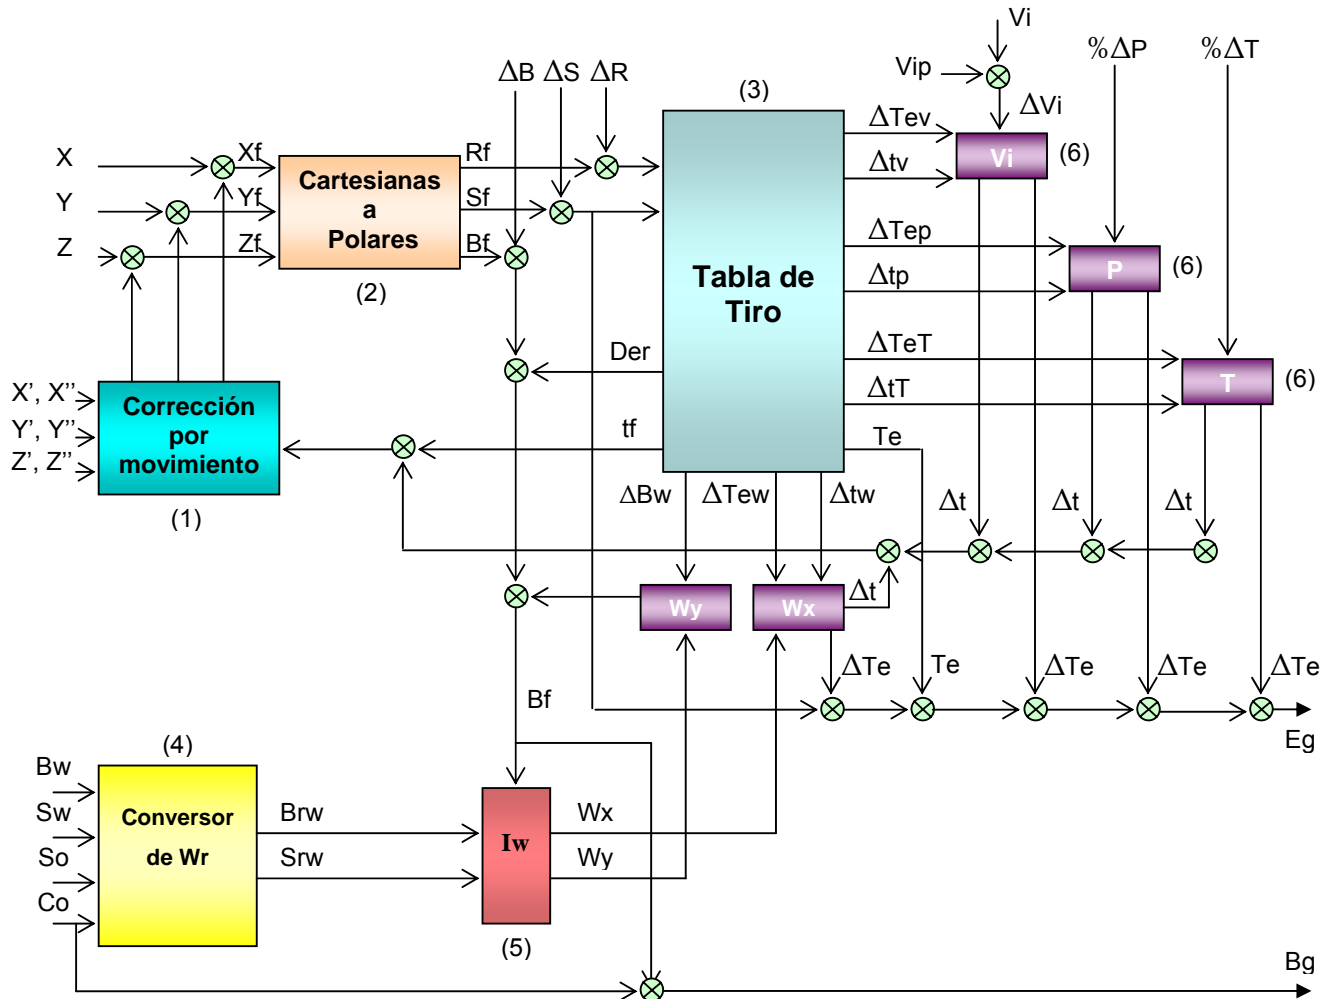 Vi
Vip
%ΔP
%ΔT
ΔB
ΔS
ΔR
(3)
ΔVi
ΔTev
Vi
(6)
Δtv
X
Xf
Rf
Cartesianas
a
Polares
Y
Yf
Sf
Z
Zf
Bf
(2)
Tabla de
Tiro
ΔTep
P
(6)
Δtp
Der
ΔTeT
T
(6)
ΔtT
X’, X’’
Y’, Y’’
Z’, Z’’
Corrección
por
movimiento
(1)
tf
Te
ΔBw
ΔTew
Δtw
Δt
Δt
Δt
Wy
Wx
Δt
ΔTe
Te
ΔTe
ΔTe
ΔTe
Bf
Eg
(4)
Bw
Sw
So
Co
Conversor
de Wr
Brw
Srw
Iw
(5)
Wx
Wy
Bg